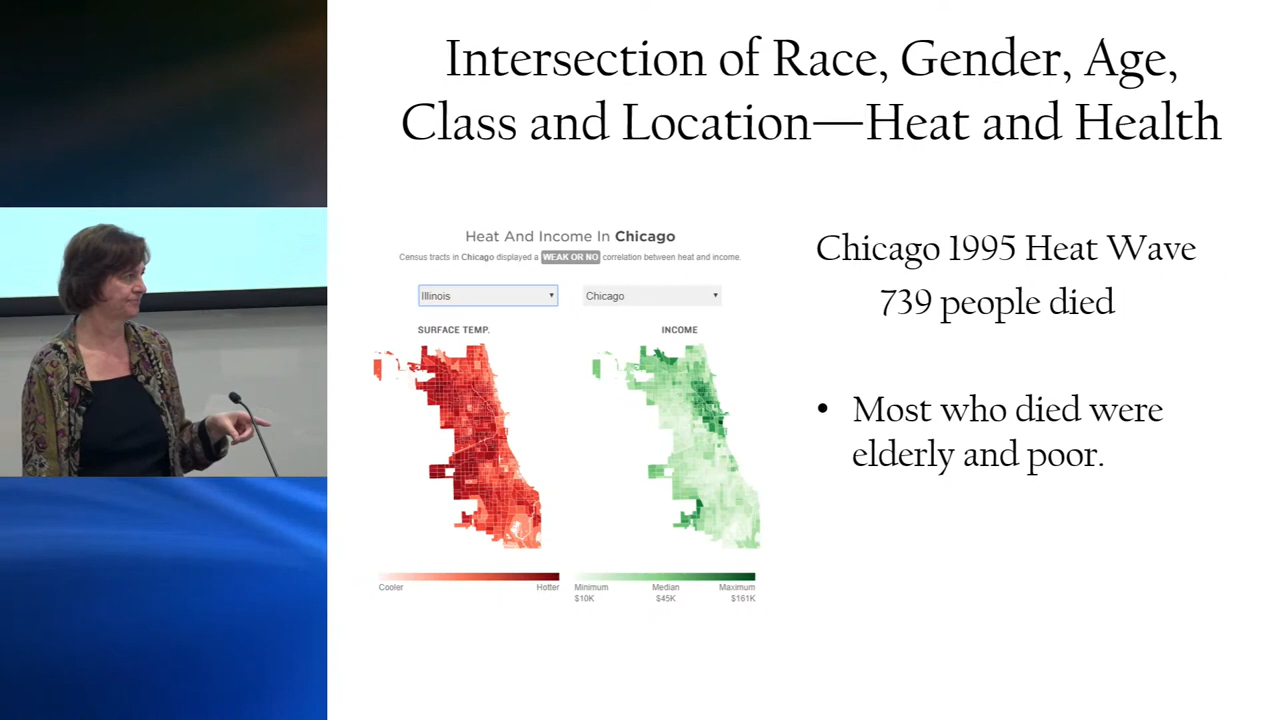 Intersection of Race, Gender, Age,
Class and Location—Heat and Health
Heat And Income In Chicago
Census tracts in Chicago displayed a WEAK OR NO correlation between heat and income.
Illinois
Chicago
SURFACE TEMP.
INCOME
Cooler
Hotter
Minimum
$10K
Median
$45K
Maximum
$161K
Chicago 1995 Heat Wave
739 people died
• Most who died were
elderly and poor.